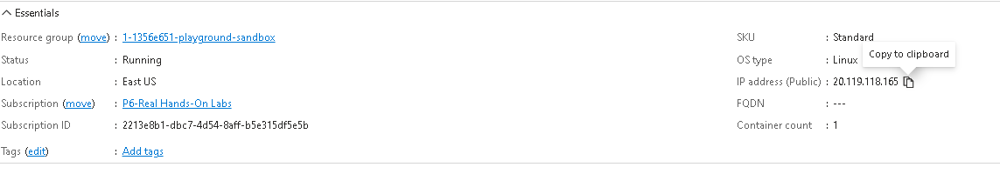 Essentials
Resource group (move) : 1-1356e651-playground-sandbox
Status : Running
Location : East US
Subscription (move) : P6-Real Hands-On Labs
Subscription ID : 2213e8b1-dbc7-4d54-8aff-b5e315df5e5b
Tags (edit) : Add tags
SKU : Standard
Copy to clipboard
OS type : Linux
IP address (Public) : 20.119.118.165
FQDN : ---
Container count : 1